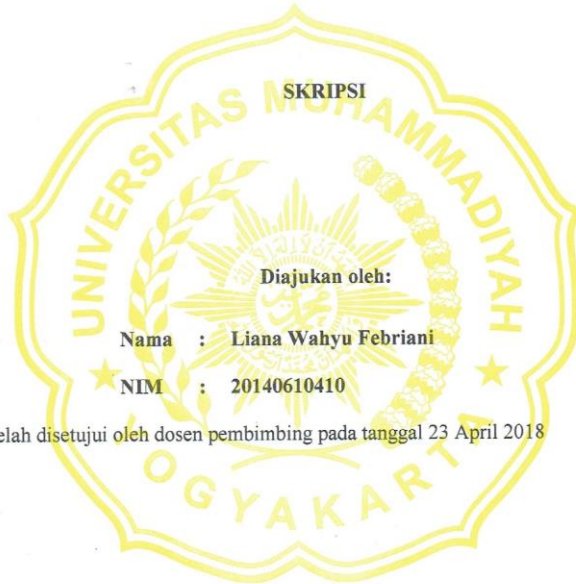 SKRIPSI
UNIVERSITAS MUHAMMADIYAH
Diajukan oleh:
Nama : Liana Wahyu Febriani
NIM : 20140610410
elah disetujui oleh dosen pembimbing pada tanggal 23 April 2018
YOGYAKARTA